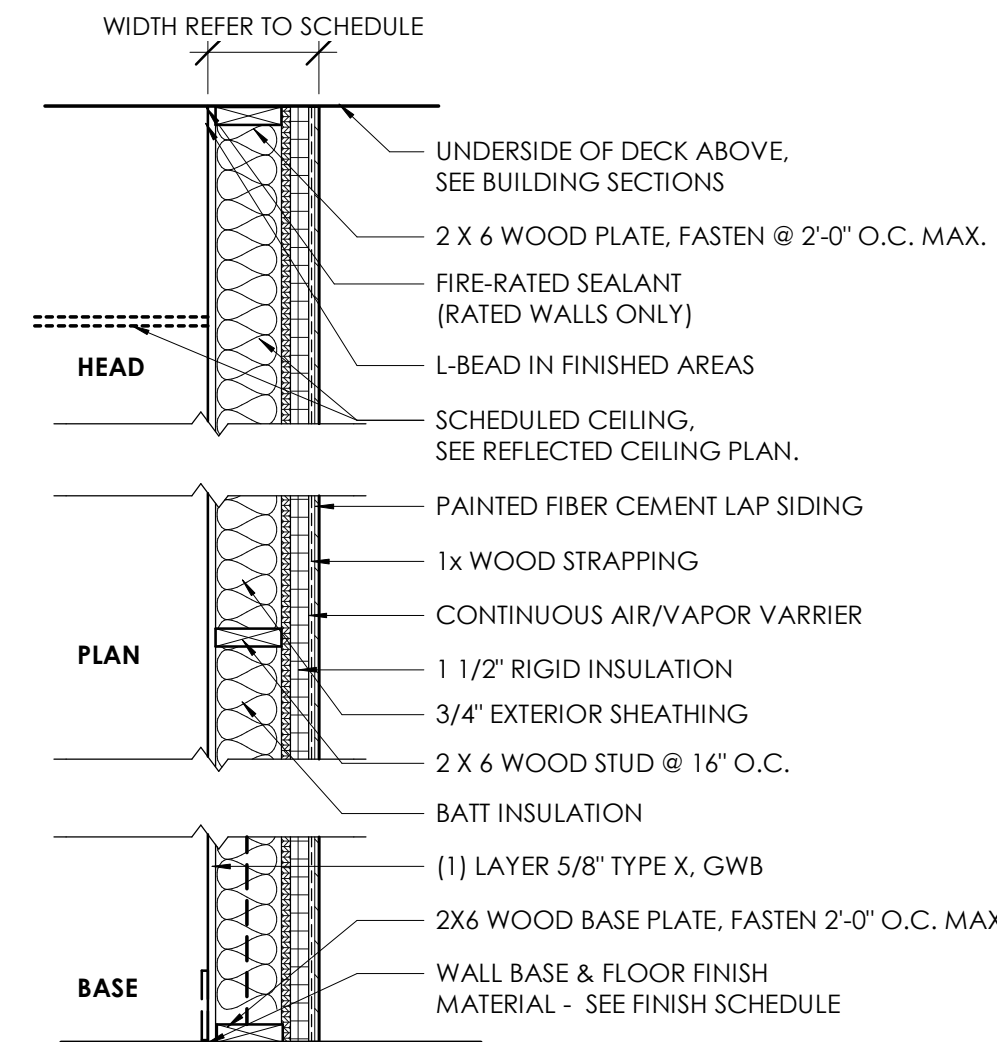 WIDTH REFER TO SCHEDULE
UNDERSIDE OF DECK ABOVE,
SEE BUILDING SECTIONS
2 X 6 WOOD PLATE, FASTEN @ 2'-0" O.C. MAX.
FIRE-RATED SEALANT
(RATED WALLS ONLY)
L-BEAD IN FINISHED AREAS
HEAD
SCHEDULED CEILING,
SEE REFLECTED CEILING PLAN.
PAINTED FIBER CEMENT LAP SIDING
1x WOOD STRAPPING
CONTINUOUS AIR/VAPOR VARRIER
PLAN
1 1/2" RIGID INSULATION
3/4" EXTERIOR SHEATHING
2 X 6 WOOD STUD @ 16" O.C.
BATT INSULATION
(1) LAYER 5/8" TYPE X, GWB
2X6 WOOD BASE PLATE, FASTEN 2'-0" O.C. MAX
BASE
WALL BASE & FLOOR FINISH
MATERIAL - SEE FINISH SCHEDULE